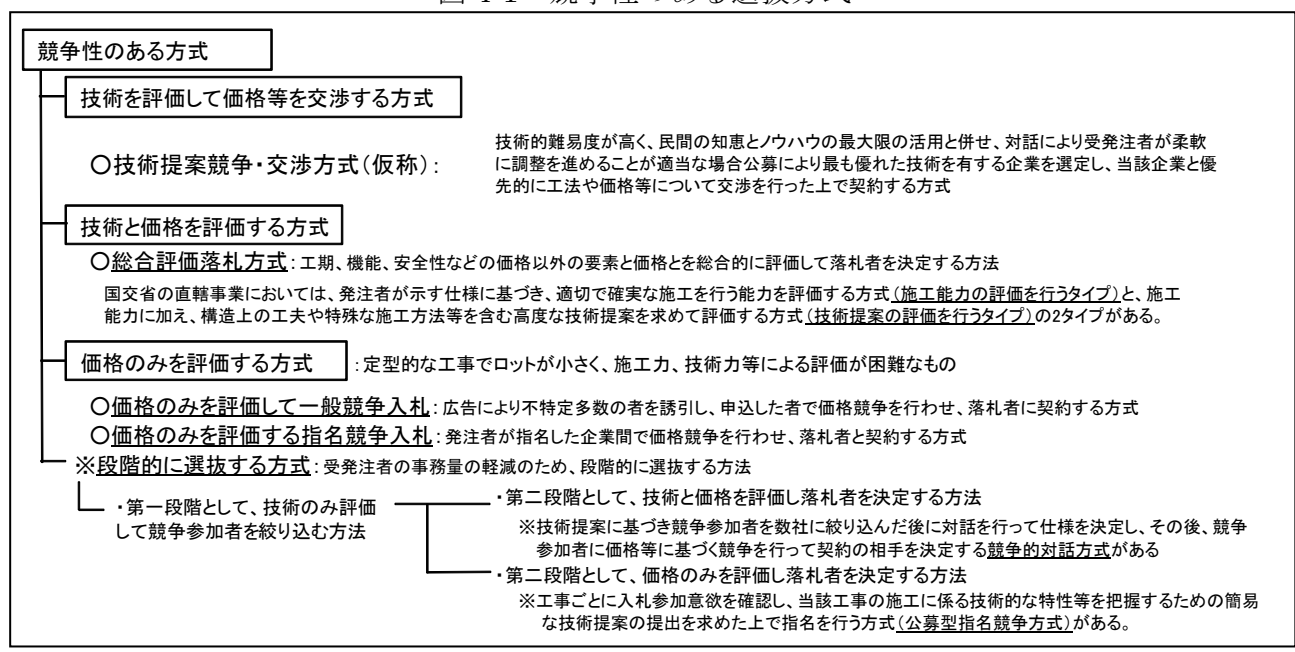 競争性のある方式
技術を評価して価格等を交渉する方式
〇技術提案競争・交渉方式(仮称):
技術的難易度が高く、民間の知恵とノウハウの最大限の活用と併せ、対話により受発注者が柔軟
に調整を進めることが適当な場合公募により最も優れた技術を有する企業を選定し、当該企業と優
先的に工法や価格等について交渉を行った上で契約する方式
技術と価格を評価する方式
〇総合評価落札方式:工期、機能、安全性などの価格以外の要素と価格とを総合的に評価して落札者を決定する方法
国交省の直轄事業においては、発注者が示す仕様に基づき、適切で確実な施工を行う能力を評価する方式(施工能力の評価を行うタイプ)と、施工
能力に加え、構造上の工夫や特殊な施工方法等を含む高度な技術提案を求めて評価する方式(技術提案の評価を行うタイプ)の2タイプがある。
価格のみを評価する方式 :定型的な工事でロットが小さく、施工力、技術力等による評価が困難なもの
〇価格のみを評価して一般競争入札:広告により不特定多数の者を誘引し、申込した者で価格競争を行わせ、落札者に契約する方式
〇価格のみを評価する指名競争入札:発注者が指名した企業間で価格競争を行わせ、落札者と契約する方式
※段階的に選抜する方式:受発注者の事務量の軽減のため、段階的に選抜する方法
・第一段階として、技術のみ評価
して競争参加者を絞り込む方法
・第二段階として、技術と価格を評価し落札者を決定する方法
※技術提案に基づき競争参加者を数社に絞り込んだ後に対話を行って仕様を決定し、その後、競争
参加者に価格等に基づく競争を行って契約の相手を決定する競争的対話方式がある
・第二段階として、価格のみを評価し落札者を決定する方法
※工事ごとに入札参加意欲を確認し、当該工事の施工に係る技術的な特性等を把握するための簡易
な技術提案の提出を求めた上で指名を行う方式(公募型指名競争方式)がある。